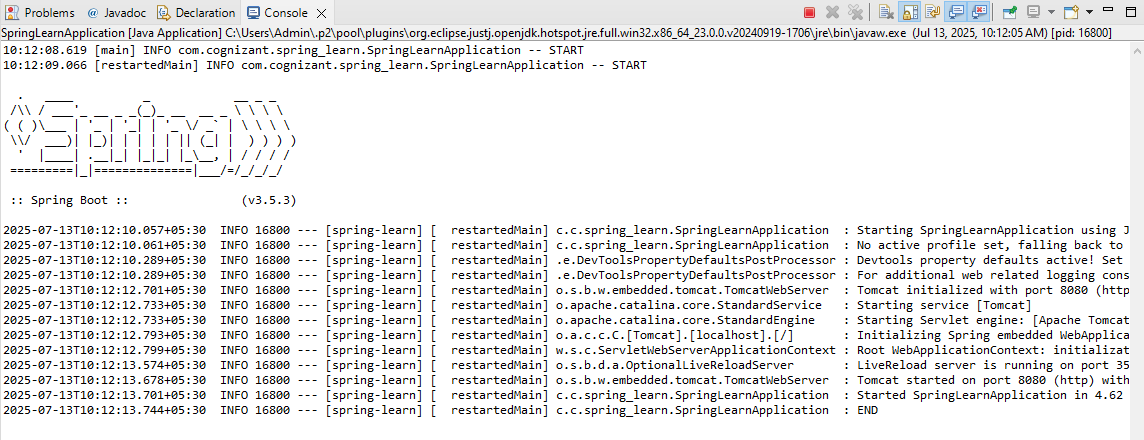 Problems @ Javadoc Declaration Console
SpringLearnApplication [Java Application] C:\Users\Admin\.p2\pool\plugins\org.eclipse.justj.openjdk.hotspot.jre.full.win32.x86_64_23.0.0.v20240919-1706\jre\bin\javaw.exe (Jul 13, 2025, 10:12:05 AM) [pid: 16800]
10:12:08.619 [main] INFO com.cognizant.spring_learn.SpringLearnApplication -- START
10:12:09.066 [restartedMain] INFO com.cognizant.spring_learn.SpringLearnApplication -- START
  .   ____          _            __ _ _
 /\\ / ___'_ __ _ _(_)_ __  __ _ \ \ \ \
( ( )\___ | '_ | '_| | '_ \/ _` | \ \ \ \
 \\/  ___)| |_)| | | | | || (_| |  ) ) ) )
  '  |____| .__|_| |_|_| |_\__, | / / / /
 =========|_|==============|___/=/_/_/_/
 :: Spring Boot ::                (v3.5.3)
2025-07-13T10:12:10.057+05:30  INFO 16800 --- [spring-learn] [  restartedMain] c.c.spring_learn.SpringLearnApplication  : Starting SpringLearnApplication using J
2025-07-13T10:12:10.061+05:30  INFO 16800 --- [spring-learn] [  restartedMain] c.c.spring_learn.SpringLearnApplication  : No active profile set, falling back to
2025-07-13T10:12:10.289+05:30  INFO 16800 --- [spring-learn] [  restartedMain] .e.DevToolsPropertyDefaultsPostProcessor : Devtools property defaults active! Set
2025-07-13T10:12:10.289+05:30  INFO 16800 --- [spring-learn] [  restartedMain] .e.DevToolsPropertyDefaultsPostProcessor : For additional web related logging cons
2025-07-13T10:12:12.701+05:30  INFO 16800 --- [spring-learn] [  restartedMain] o.s.b.w.embedded.tomcat.TomcatWebServer  : Tomcat initialized with port 8080 (http
2025-07-13T10:12:12.733+05:30  INFO 16800 --- [spring-learn] [  restartedMain] o.apache.catalina.core.StandardService   : Starting service [Tomcat]
2025-07-13T10:12:12.733+05:30  INFO 16800 --- [spring-learn] [  restartedMain] o.apache.catalina.core.StandardEngine    : Starting Servlet engine: [Apache Tomcat
2025-07-13T10:12:12.793+05:30  INFO 16800 --- [spring-learn] [  restartedMain] o.a.c.c.C.[Tomcat].[localhost].[/]       : Initializing Spring embedded WebApplica
2025-07-13T10:12:12.799+05:30  INFO 16800 --- [spring-learn] [  restartedMain] w.s.c.ServletWebServerApplicationContext : Root WebApplicationContext: initializat
2025-07-13T10:12:13.574+05:30  INFO 16800 --- [spring-learn] [  restartedMain] o.s.b.d.a.OptionalLiveReloadServer       : LiveReload server is running on port 35
2025-07-13T10:12:13.678+05:30  INFO 16800 --- [spring-learn] [  restartedMain] o.s.b.w.embedded.tomcat.TomcatWebServer  : Tomcat started on port 8080 (http) with
2025-07-13T10:12:13.701+05:30  INFO 16800 --- [spring-learn] [  restartedMain] c.c.spring_learn.SpringLearnApplication  : Started SpringLearnApplication in 4.62
2025-07-13T10:12:13.744+05:30  INFO 16800 --- [spring-learn] [  restartedMain] c.c.spring_learn.SpringLearnApplication  : END